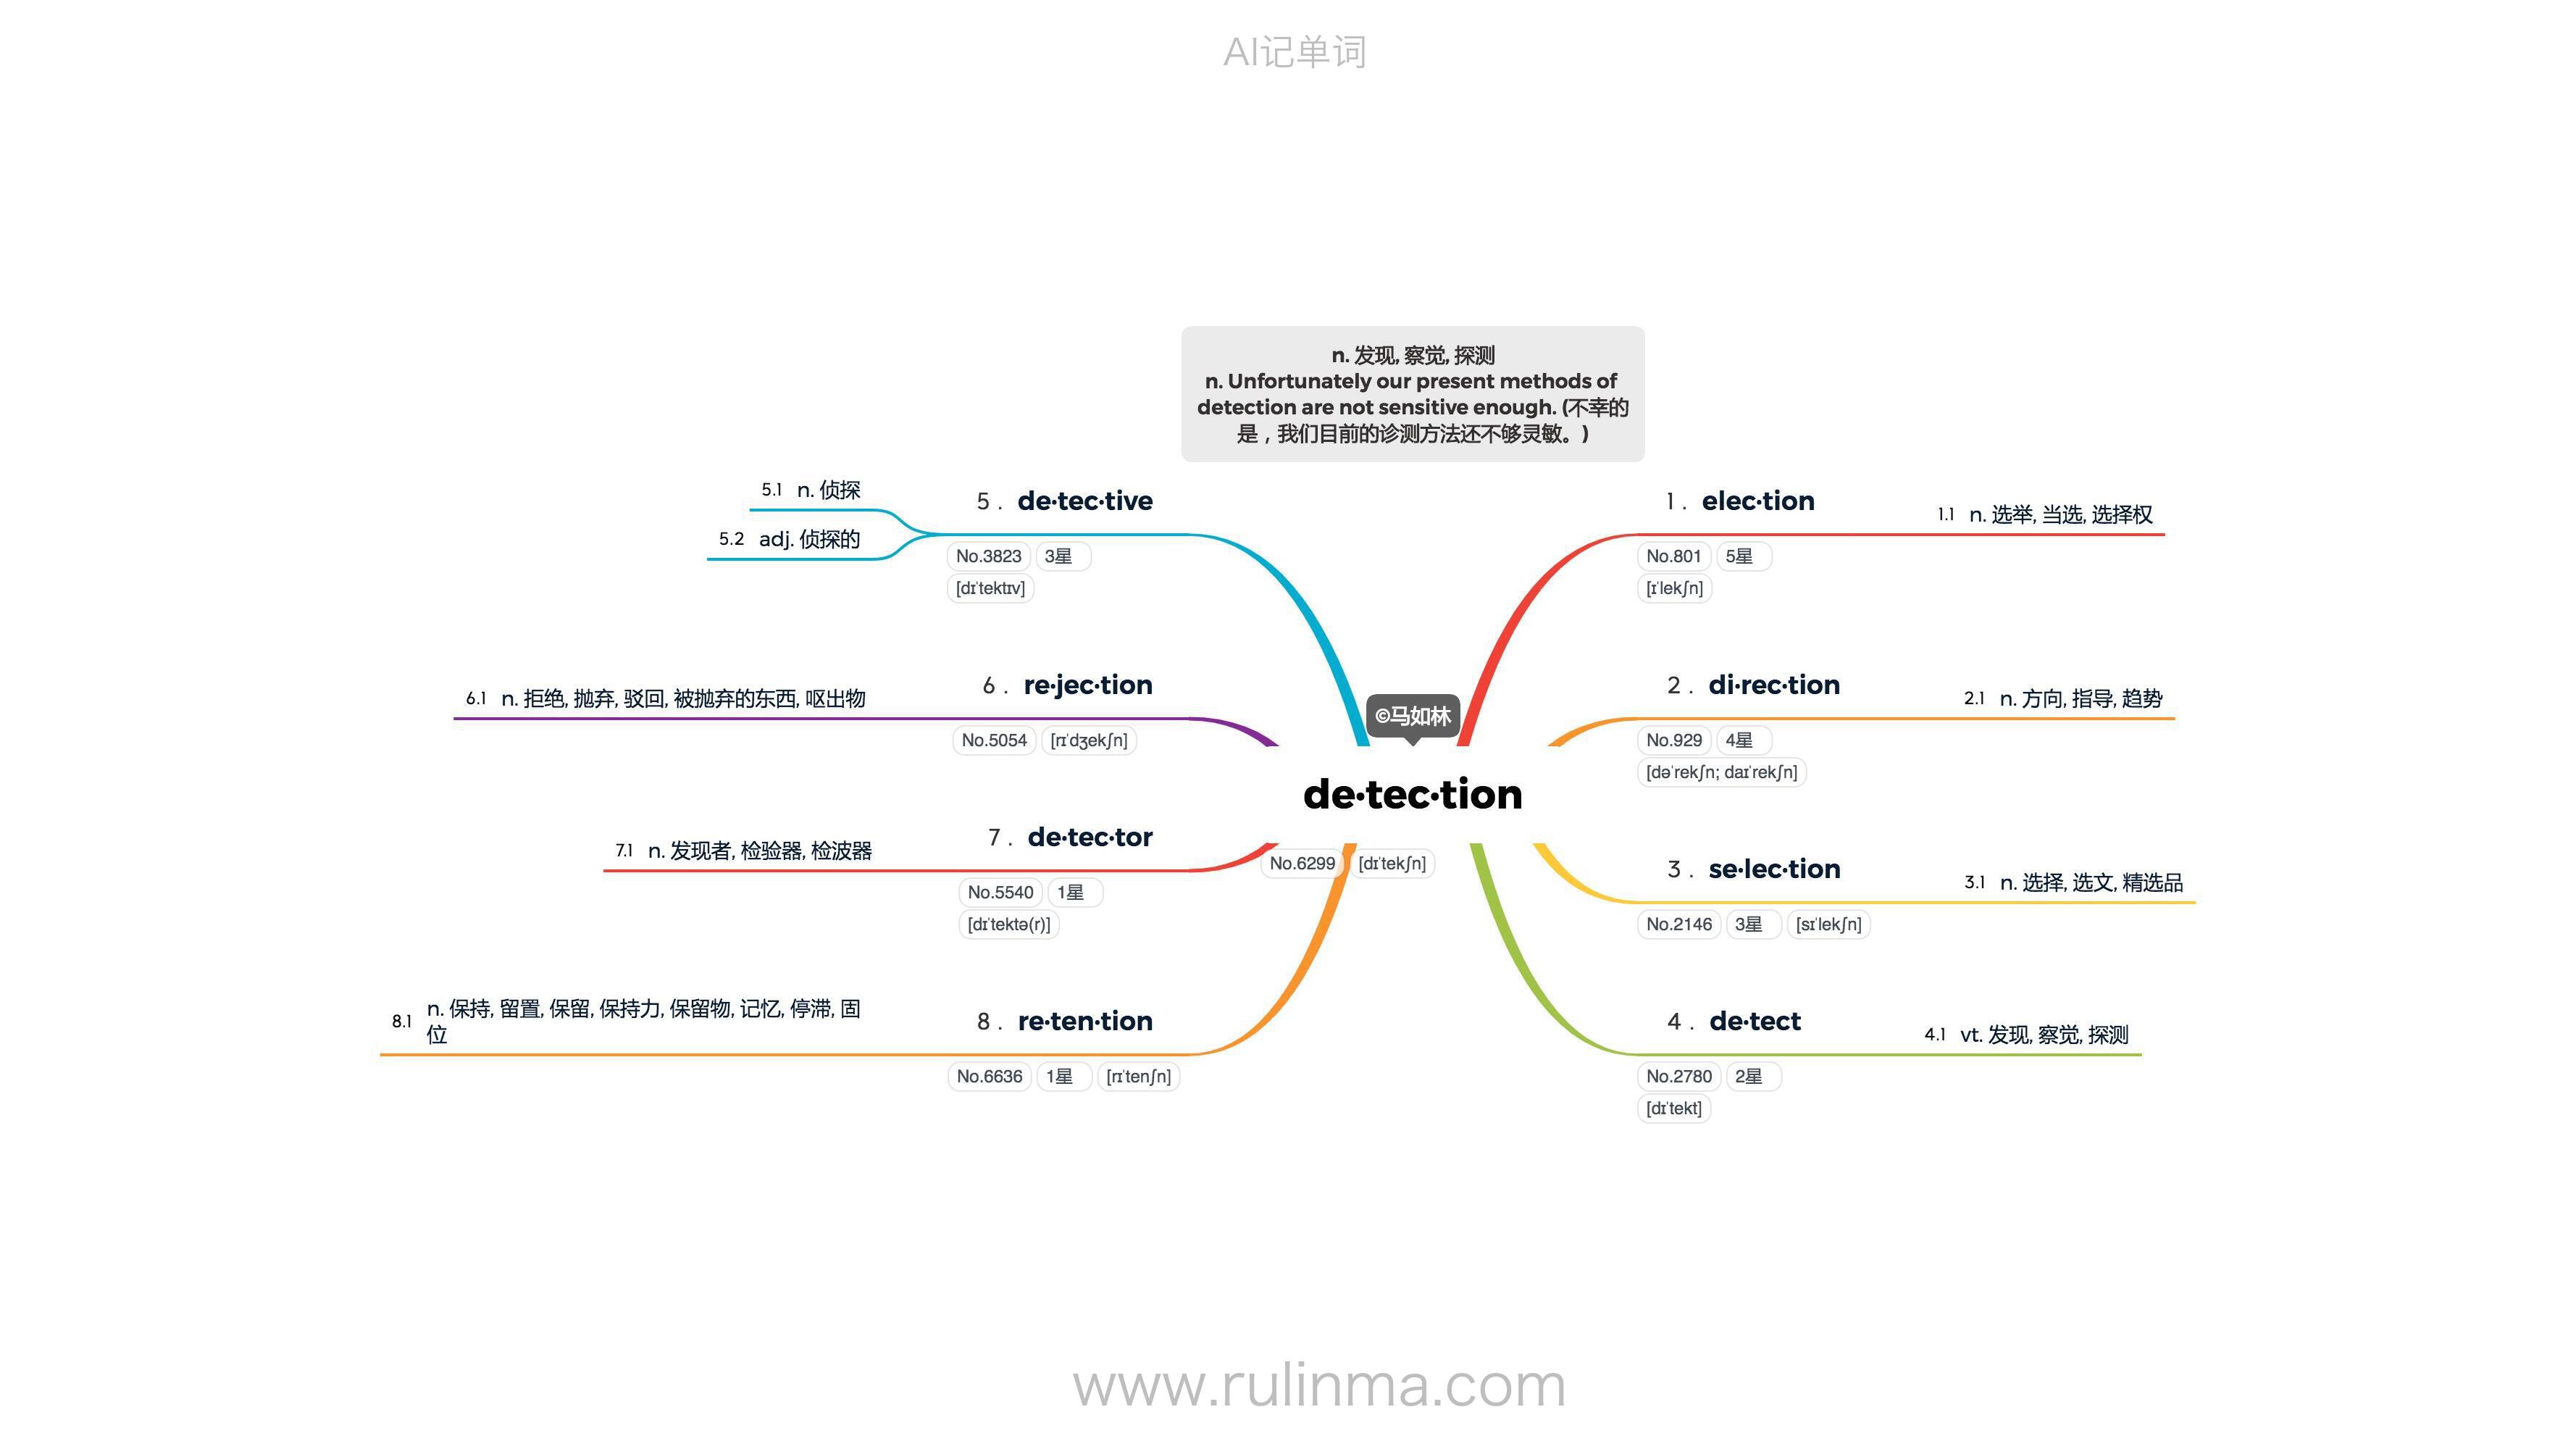 AI记单词
n. 发现, 察觉, 探测
n. Unfortunately our present methods of
detection are not sensitive enough. (不幸的
是，我们目前的诊测方法还不够灵敏。)
©马如林
de·tec·tion
No.6299 [dɪˈtekʃn]
1 . elec·tion
No.801 5星
[ɪˈlekʃn]
1.1 n. 选举, 当选, 选择权
2 . di·rec·tion
No.929 4星
[dəˈrekʃn; daɪˈrekʃn]
2.1 n. 方向, 指导, 趋势
3 . se·lec·tion
No.2146 3星 [sɪˈlekʃn]
3.1 n. 选择, 选文, 精选品
4 . de·tect
No.2780 2星
[dɪˈtekt]
4.1 vt. 发现, 察觉, 探测
5 . de·tec·tive
No.3823 3星
[dɪˈtektɪv]
5.1 n. 侦探
5.2 adj. 侦探的
6 . re·jec·tion
No.5054 [rɪˈdʒekʃn]
6.1 n. 拒绝, 抛弃, 驳回, 被抛弃的东西, 呕出物
7 . de·tec·tor
No.5540 1星
[dɪˈtektə(r)]
7.1 n. 发现者, 检验器, 检波器
8 . re·ten·tion
No.6636 1星 [rɪˈtenʃn]
8.1 n. 保持, 留置, 保留, 保持力, 保留物, 记忆, 停滞, 固
位
www.rulinma.com